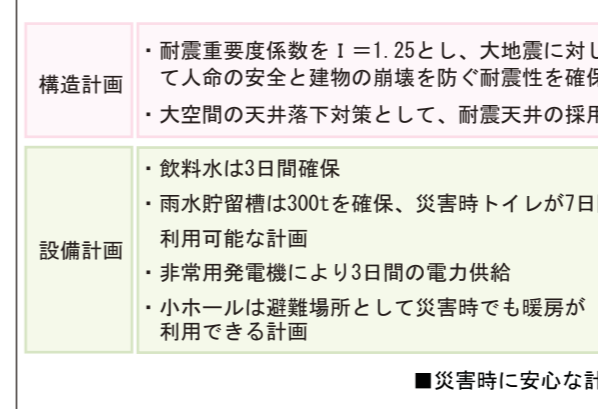 構造計画
・耐震重要度係数をＩ＝1.25とし、大地震に対し
て人命の安全と建物の崩壊を防ぐ耐震性を確保
・大空間の天井落下対策として、耐震天井の採用
設備計画
・飲料水は3日間確保
・雨水貯留槽は300tを確保、災害時トイレが7日
利用可能な計画
・非常用発電機により3日間の電力供給
・小ホールは避難場所として災害時でも暖房が
利用できる計画
■災害時に安心な計